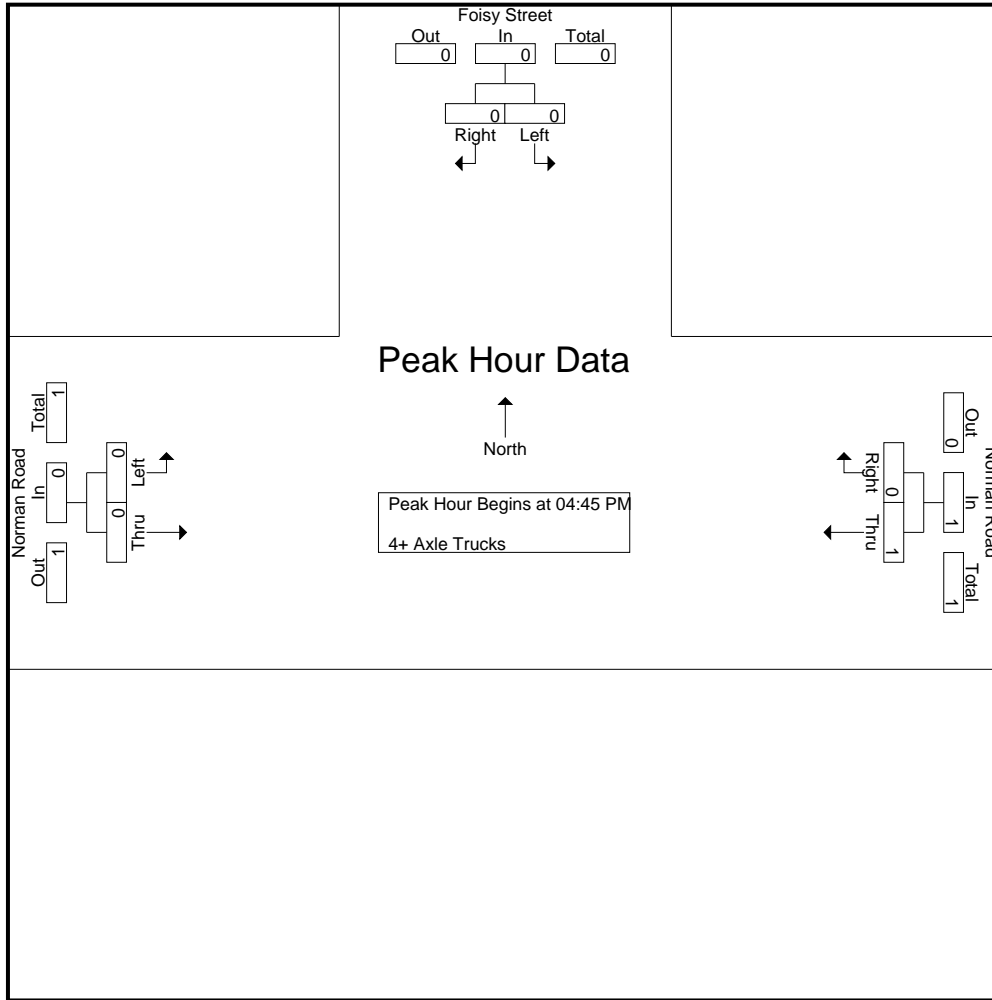 Foisy Street
Out In Total
0 0 0
0 0
Right Left
Peak Hour Data
North
Peak Hour Begins at 04:45 PM
4+ Axle Trucks
Norman Road
Out In Total
1 0 1
Thru Left
0 0
Norman Road
Out In Total
0 1 1
Right Thru
0 1